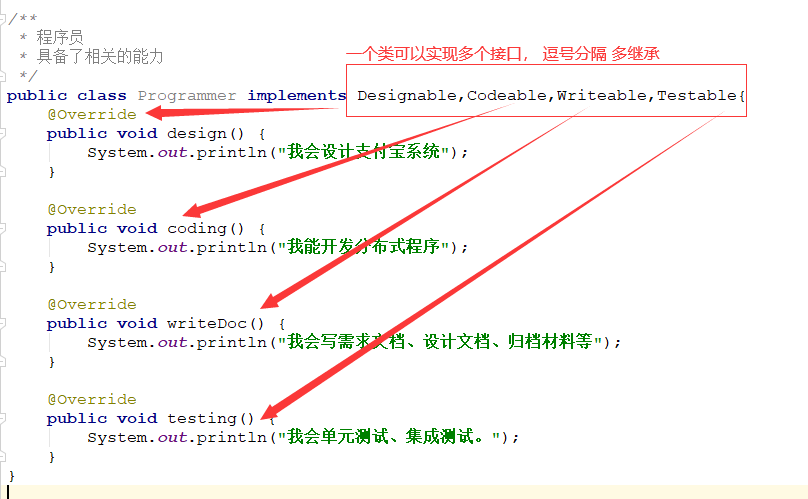 /**
 * 程序员
 * 具备了相关的能力
 */
一个类可以实现多个接口， 逗号分隔 多继承
public class Programmer implements Designable,Codeable,Writeable,Testable{
    @Override
    public void design() {
        System.out.println("我会设计支付宝系统");
    }
    @Override
    public void coding() {
        System.out.println("我能开发分布式程序");
    }
    @Override
    public void writeDoc() {
        System.out.println("我会写需求文档、设计文档、归档材料等");
    }
    @Override
    public void testing() {
        System.out.println("我会单元测试、集成测试。");
    }
}